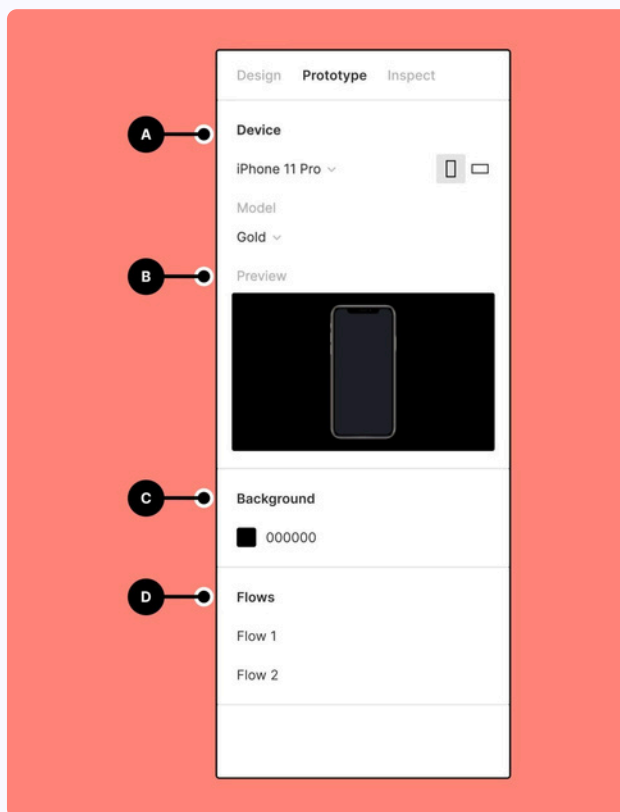 Design Prototype Inspect
A Device
iPhone 11 Pro
Model
Gold
B Preview
C Background
000000
D Flows
Flow 1
Flow 2